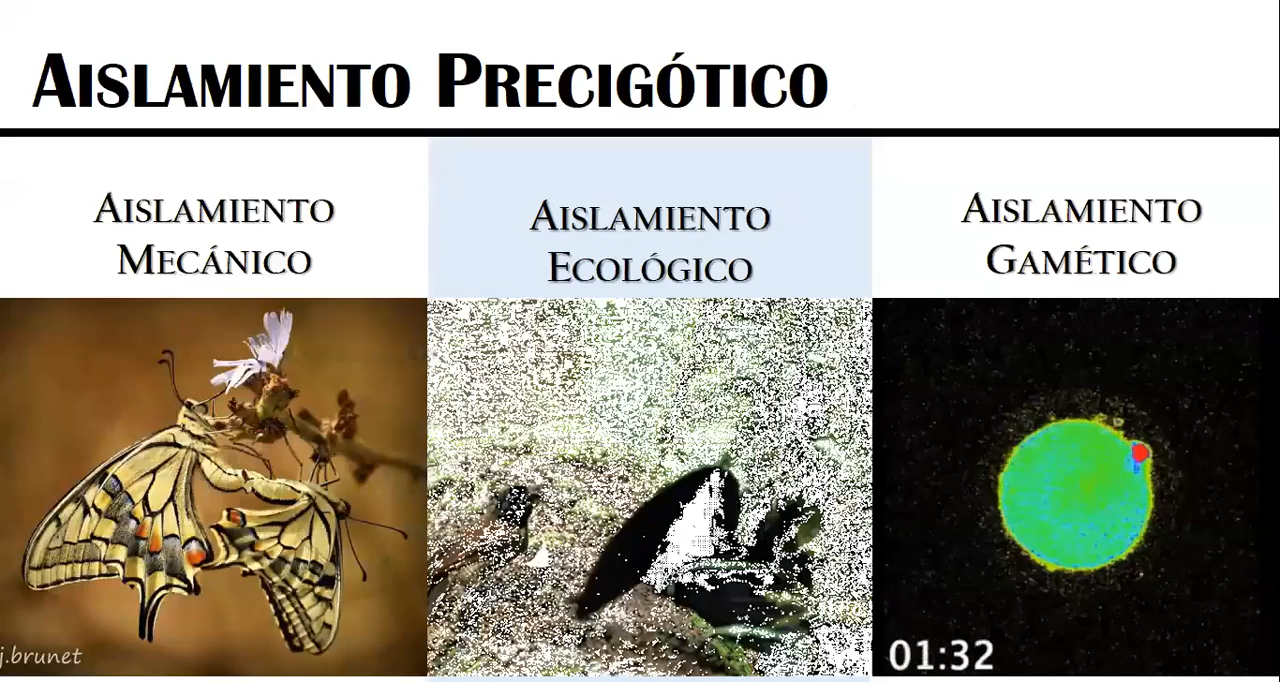 AISLAMIENTO PRECIGÓTICO
AISLAMIENTO
MECÁNICO
AISLAMIENTO
ECOLÓGICO
AISLAMIENTO
GAMÉTICO
j.brunet
01:32